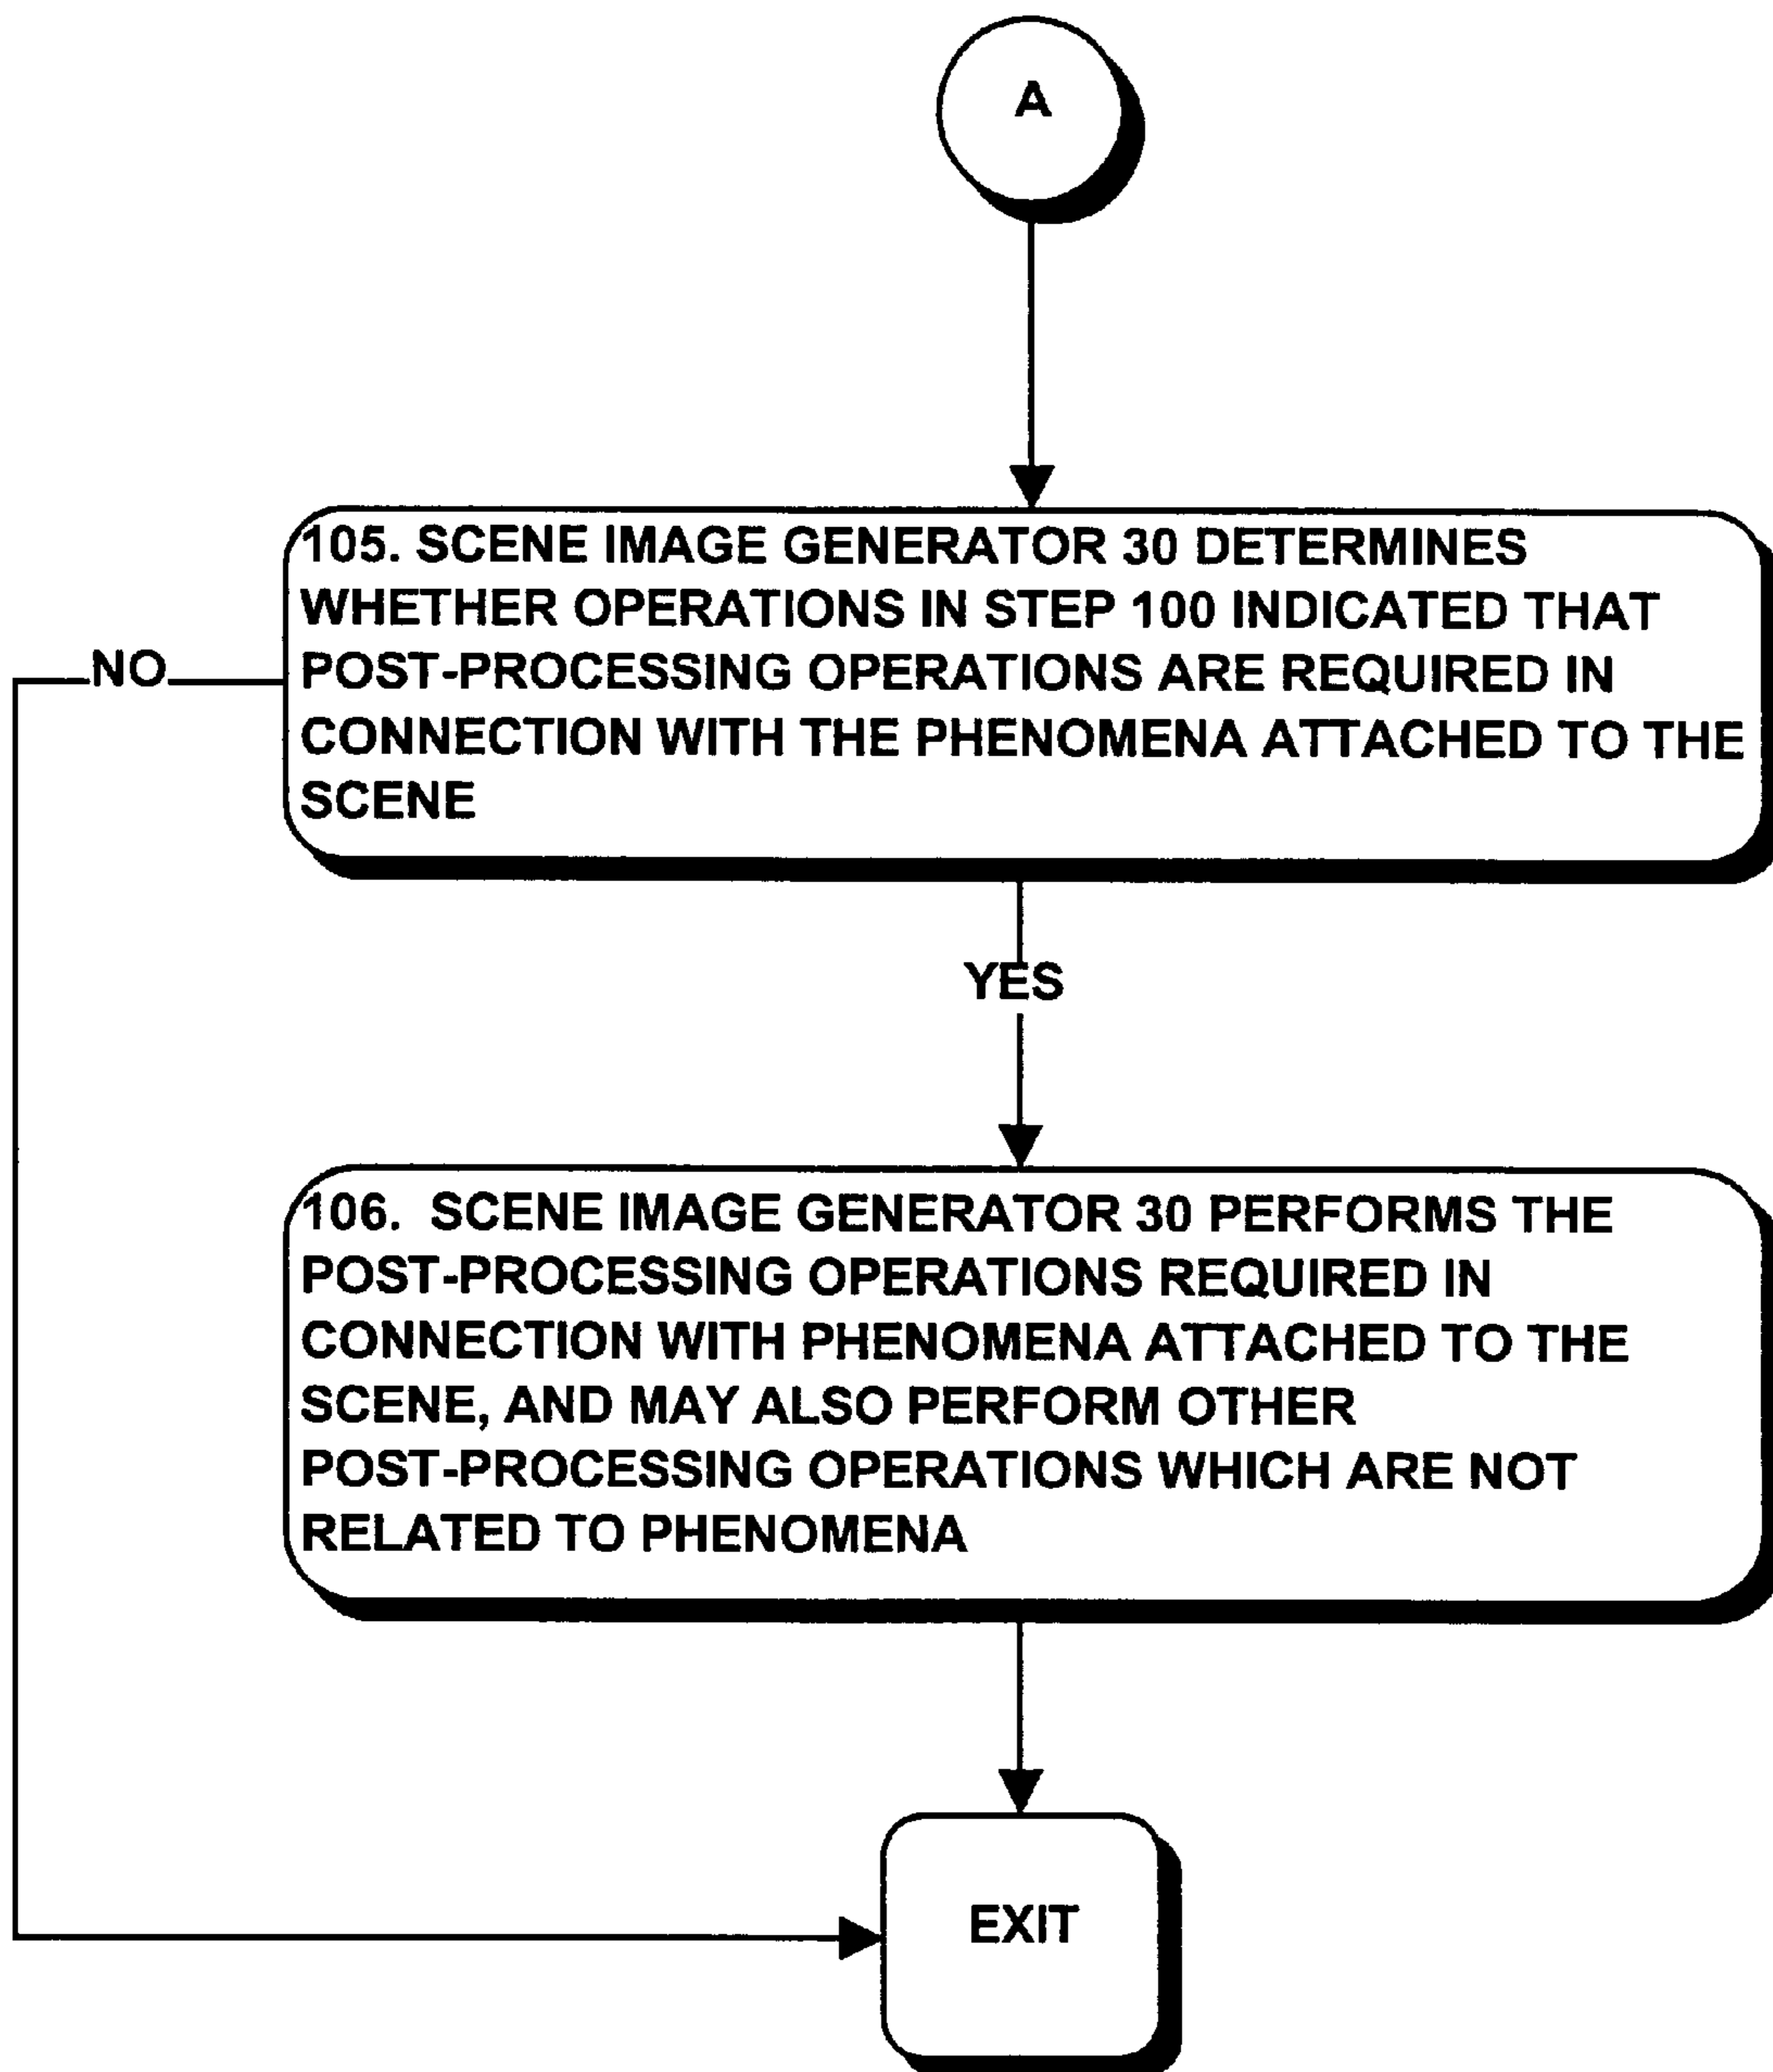 A
105. SCENE IMAGE GENERATOR 30 DETERMINES
WHETHER OPERATIONS IN STEP 100 INDICATED THAT
POST-PROCESSING OPERATIONS ARE REQUIRED IN
CONNECTION WITH THE PHENOMENA ATTACHED TO THE
SCENE
NO
YES
106. SCENE IMAGE GENERATOR 30 PERFORMS THE
POST-PROCESSING OPERATIONS REQUIRED IN
CONNECTION WITH PHENOMENA ATTACHED TO THE
SCENE, AND MAY ALSO PERFORM OTHER
POST-PROCESSING OPERATIONS WHICH ARE NOT
RELATED TO PHENOMENA
EXIT